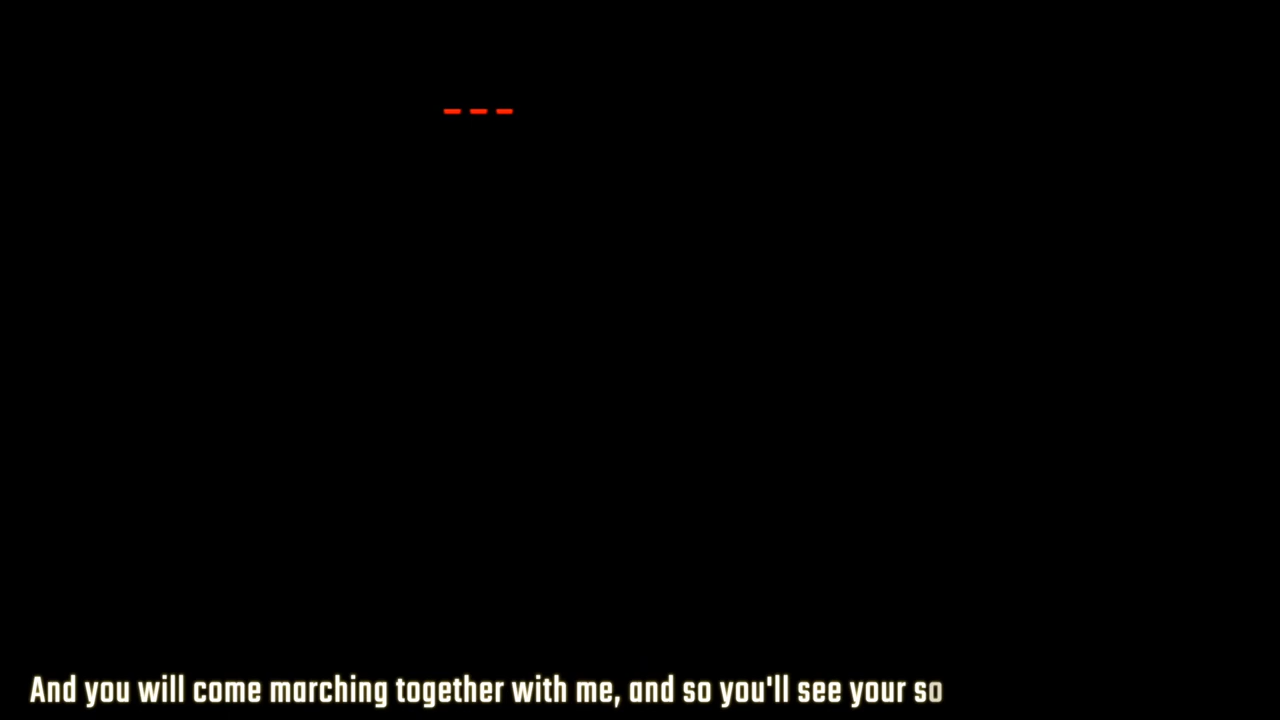 ---
And you will come marching together with me, and so you'll see your so